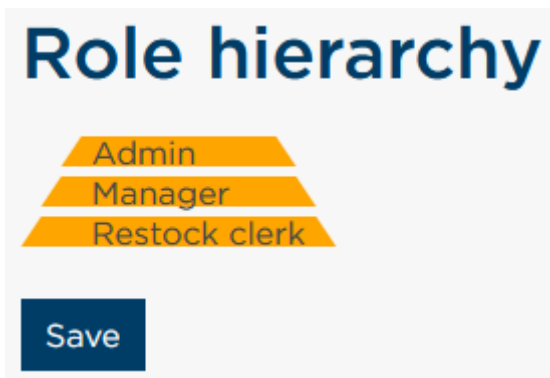 Role hierarchy
Admin
Manager
Restock clerk
Save